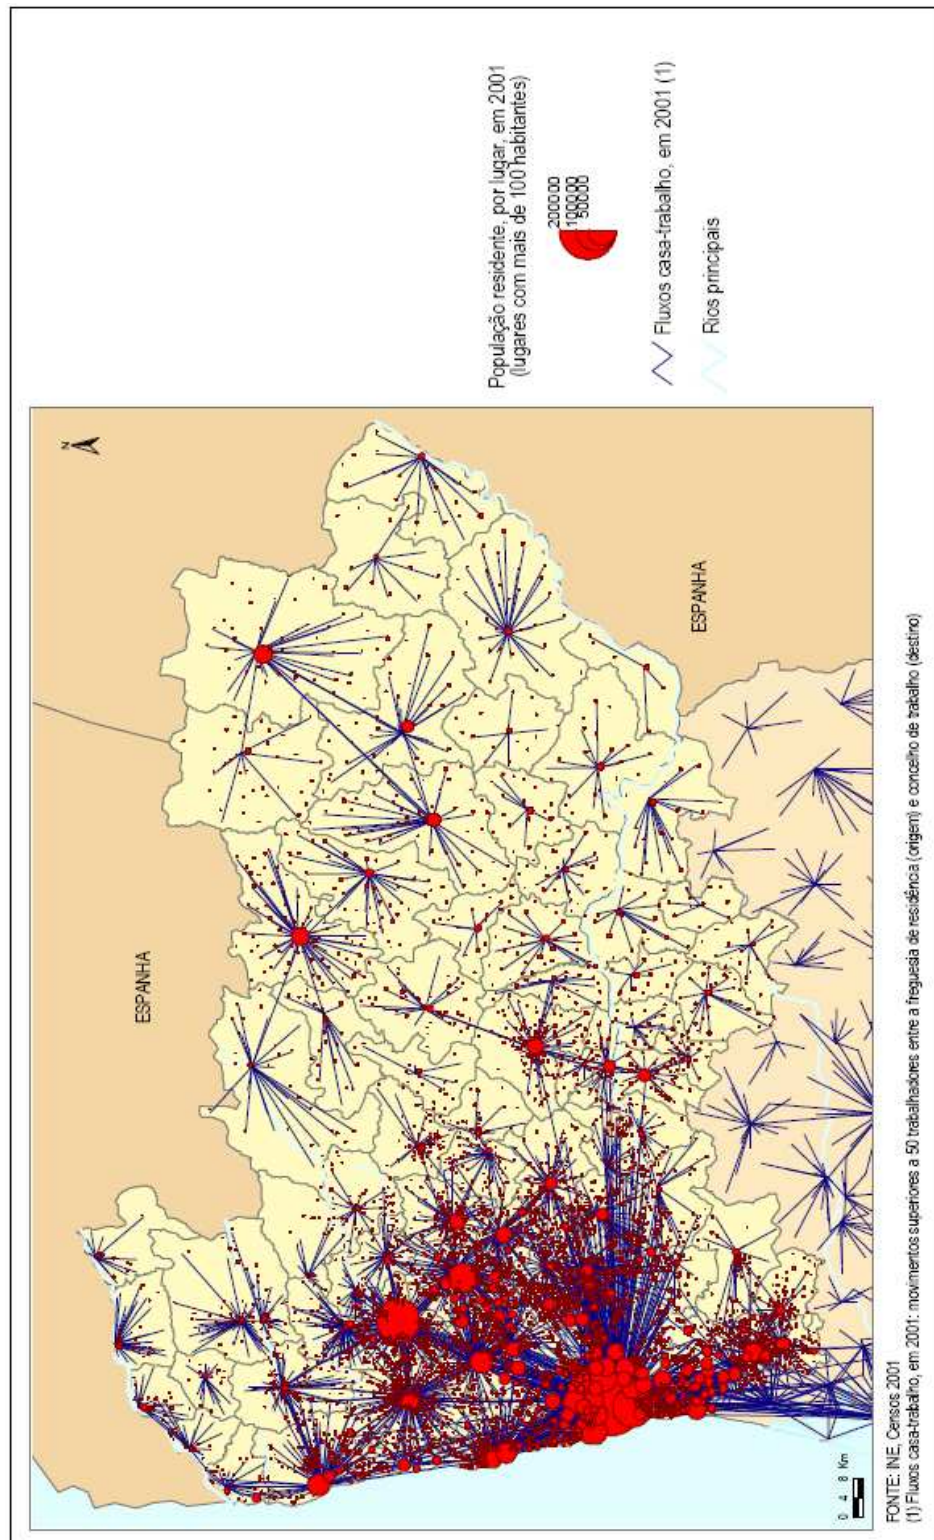 N
ESPANHA
ESPANHA
0 4 8 Km
População residente, por lugar, em 2001
(lugares com mais de 100 habitantes)
200000
100000
50000
Fluxos casa-trabalho, em 2001 (1)
Rios principais
FONTE: INE, Censos 2001
(1) Fluxos casa-trabalho, em 2001: movimentos superiores a 50 trabalhadores entre a freguesia de residência (origem) e concelho de trabalho (destino)